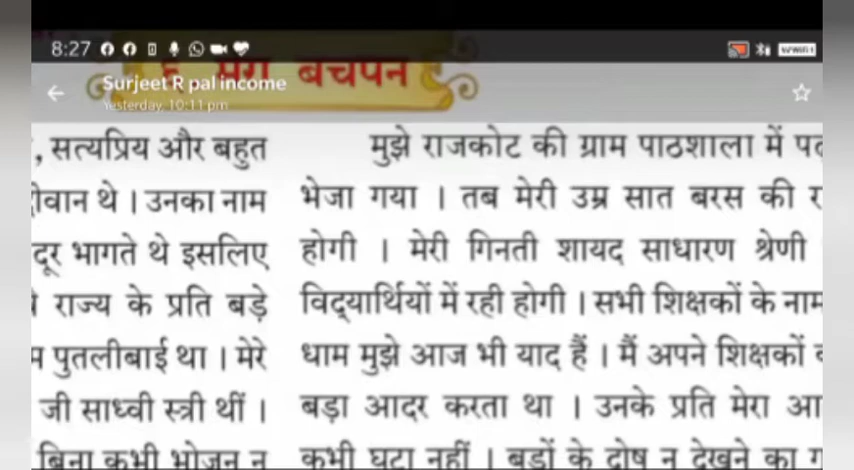 8:27
६ मेरा बचपन
Surjeet R pal income
Yesterday, 10:11 pm
, सत्यप्रिय और बहुत
थे । उनका नाम
दूर भागते थे इसलिए
राज्य के प्रति बड़े
पुतलीबाई था । मेरे
जी साध्वी स्त्री थीं ।
बिना कभी भोजन न
मुझे राजकोट की ग्राम पाठशाला में
भेजा गया । तब मेरी उम्र सात बरस की
होगी । मेरी गिनती शायद साधारण श्रेणी
विद्यार्थियों में रही होगी । सभी शिक्षकों के नाम
धाम मुझे आज भी याद हैं । मैं अपने शिक्षकों
बड़ा आदर करता था । उनके प्रति मेरा
कभी घटा नहीं । बड़ों के दोष न देखने का